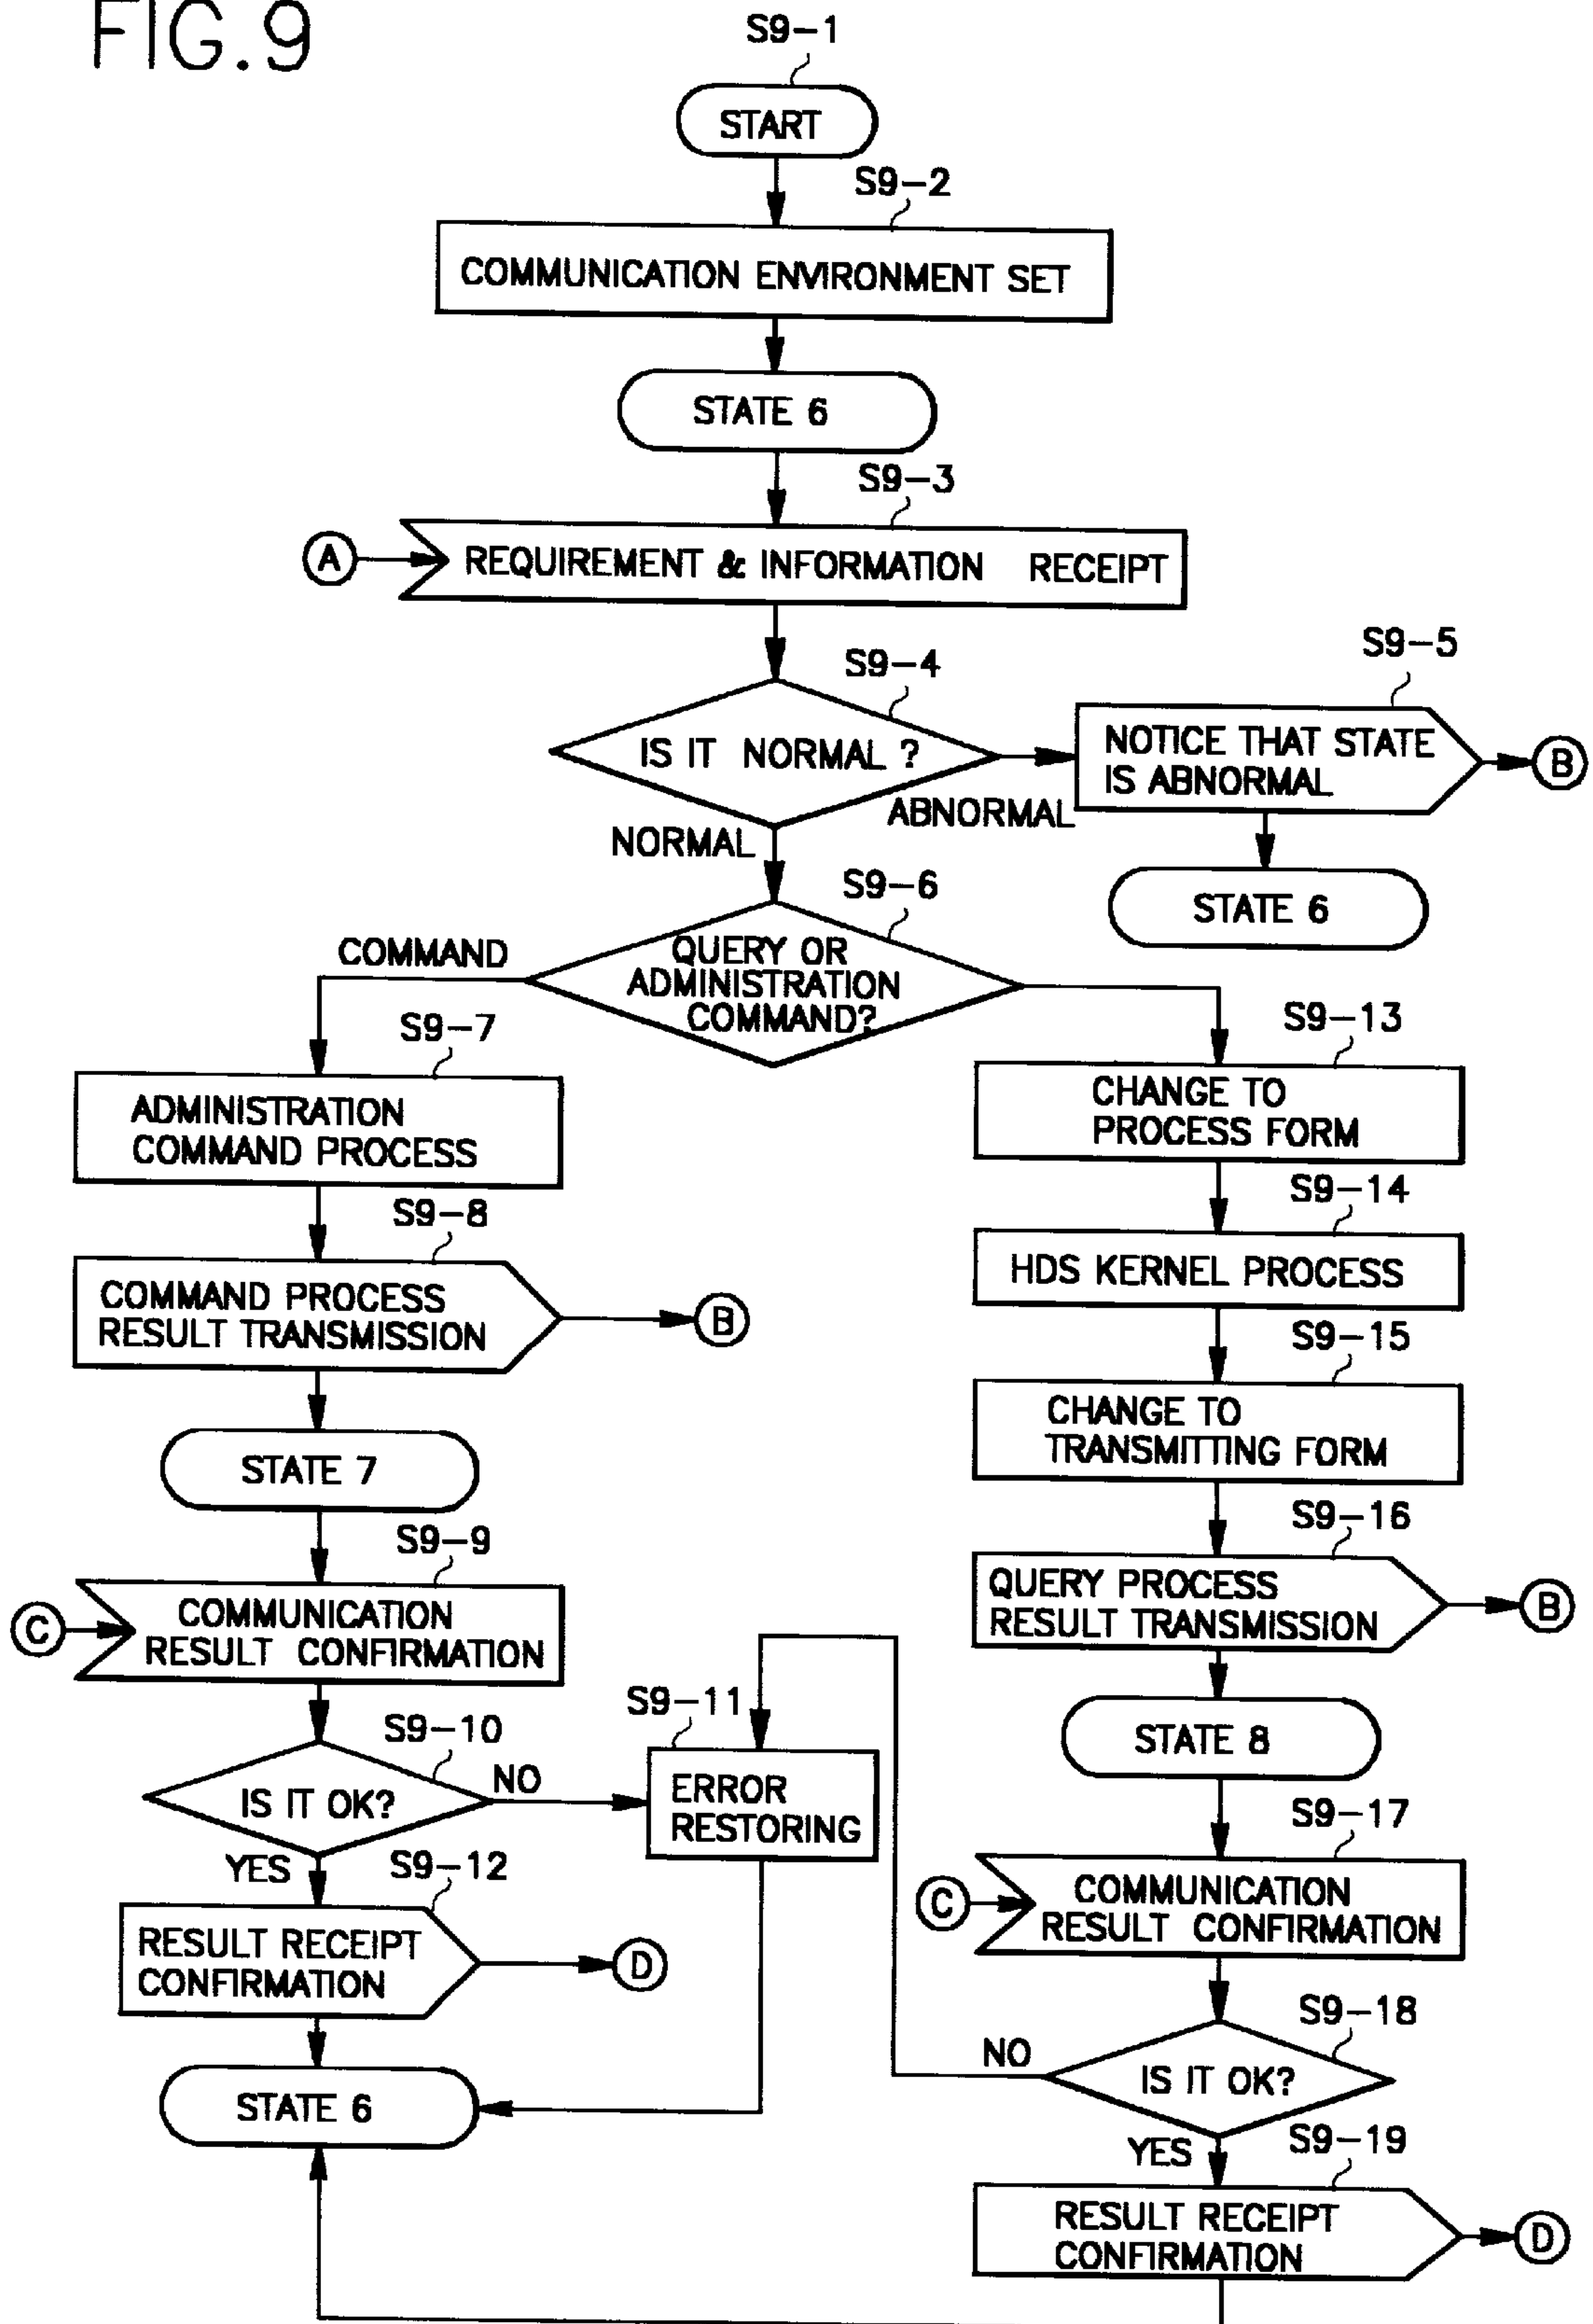 FIG.9
S9-1
START
S9-2
COMMUNICATION ENVIRONMENT SET
STATE 6
S9-3
A
REQUIREMENT & INFORMATION RECEIPT
S9-4
IS IT NORMAL ?
ABNORMAL
NORMAL
S9-5
NOTICE THAT STATE
IS ABNORMAL
B
STATE 6
S9-6
QUERY OR
ADMINISTRATION
COMMAND?
COMMAND
S9-7
ADMINISTRATION
COMMAND PROCESS
S9-8
COMMAND PROCESS
RESULT TRANSMISSION
B
STATE 7
S9-9
C
COMMUNICATION
RESULT CONFIRMATION
S9-10
IS IT OK?
NO
YES
S9-11
ERROR
RESTORING
S9-12
RESULT RECEIPT
CONFIRMATION
D
STATE 6
S9-13
CHANGE TO
PROCESS FORM
S9-14
HDS KERNEL PROCESS
S9-15
CHANGE TO
TRANSMITTING FORM
S9-16
QUERY PROCESS
RESULT TRANSMISSION
B
STATE 8
S9-17
C
COMMUNICATION
RESULT CONFIRMATION
S9-18
IS IT OK?
NO
YES
S9-19
RESULT RECEIPT
CONFIRMATION
D